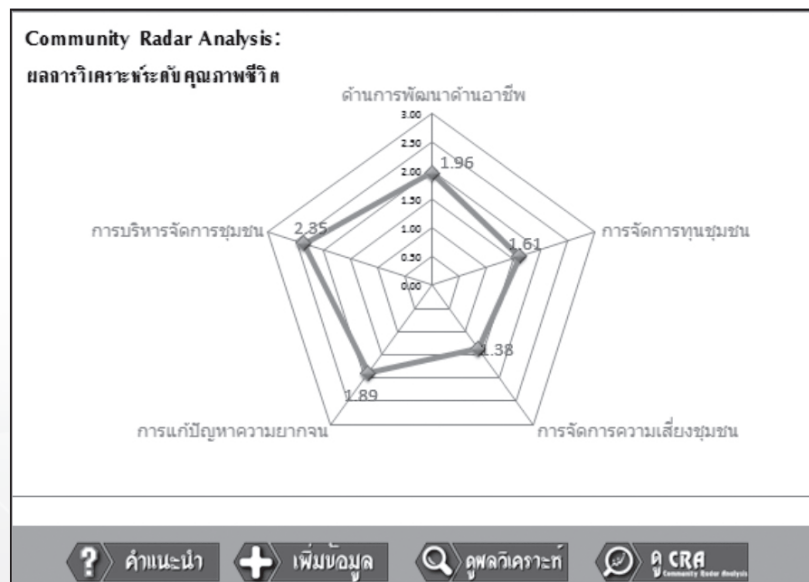 Community Radar Analysis:
ผลการวิเคราะห์ระดับคุณภาพชีวิต
ด้านการพัฒนาด้านอาชีพ
3.00
2.50
2.00
1.50
1.00
0.50
0.00
1.96
การจัดการทุนชุมชน
1.61
การจัดการความเสี่ยงชุมชน
1.38
การแก้ปัญหาความยากจน
1.89
การบริหารจัดการชุมชน
2.35
? คำแนะนำ
เพิ่มข้อมูล
ดูผลวิเคราะห์
ดู CRA
Community Radar Analysis